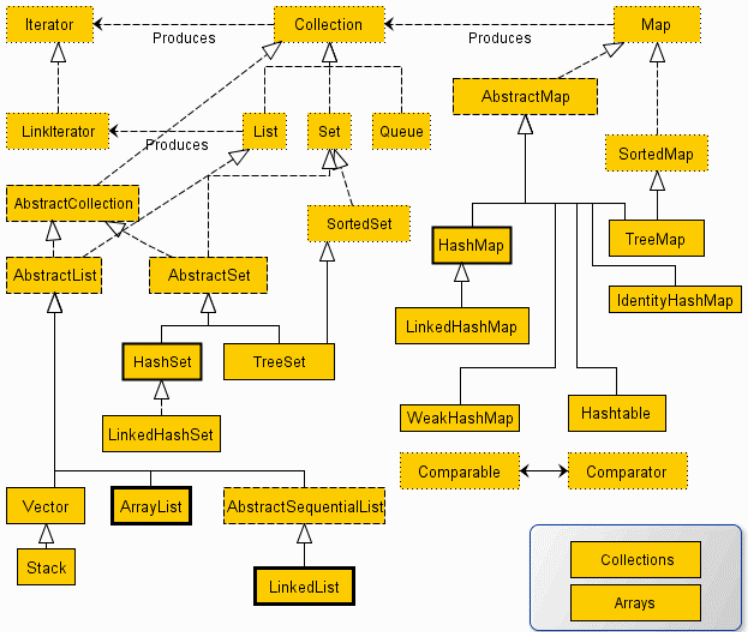 Iterator
Collection
Map
Produces
Produces
AbstractMap
LinkIterator
List
Set
Queue
Produces
SortedMap
AbstractCollection
SortedSet
HashMap
TreeMap
AbstractList
AbstractSet
IdentityHashMap
LinkedHashMap
HashSet
TreeSet
WeakHashMap
Hashtable
LinkedHashSet
Comparable
Comparator
Vector
ArrayList
AbstractSequentialList
Collections
Stack
LinkedList
Arrays